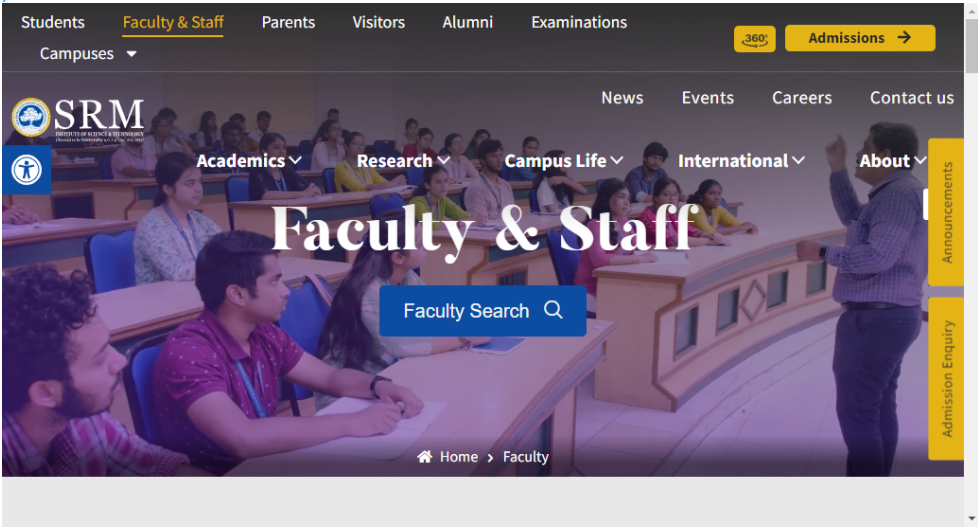 Students Faculty & Staff Parents Visitors Alumni Examinations
Campuses
360°
Admissions →
News Events Careers Contact us
SRM
INSTITUTE OF SCIENCE & TECHNOLOGY
Academics Research Campus Life International About
Faculty & Staff
Faculty Search
Home > Faculty
Announcements
Admission Enquiry